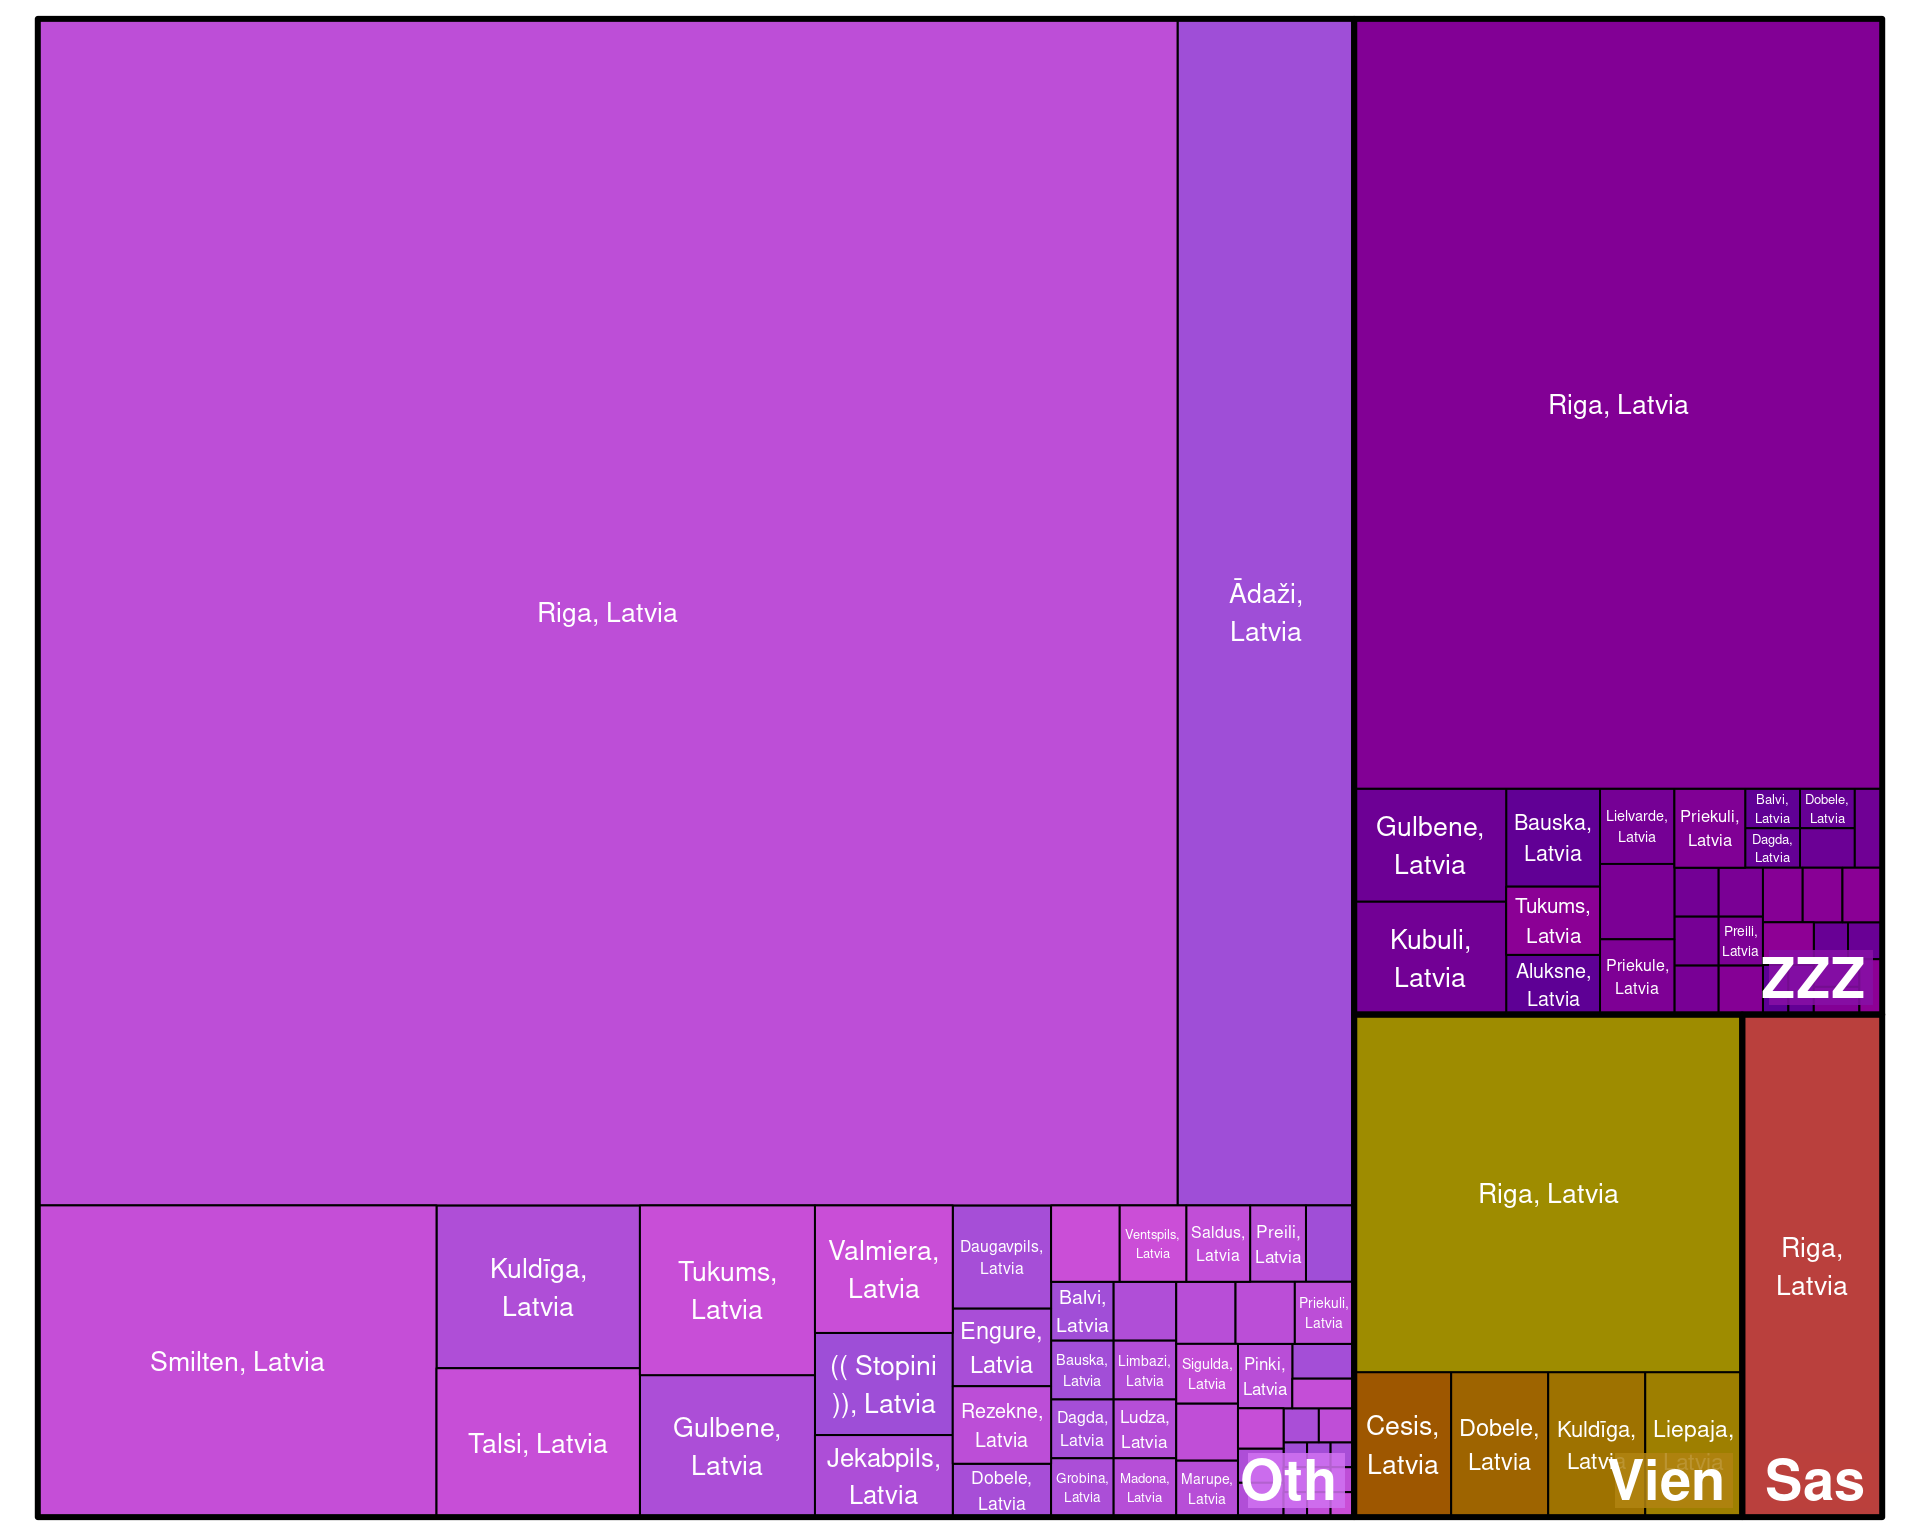 Riga, Latvia
Ādaži,
Latvia
Smilten, Latvia
Kuldīga,
Latvia
Talsi, Latvia
Tukums,
Latvia
Gulbene,
Latvia
Valmiera,
Latvia
(( Stopini
)), Latvia
Jekabpils,
Latvia
Daugavpils,
Latvia
Engure,
Latvia
Rezekne,
Latvia
Dobele,
Latvia
Ventspils,
Latvia
Saldus,
Latvia
Preili,
Latvia
Balvi,
Latvia
Priekuli,
Latvia
Bauska,
Latvia
Limbazi,
Latvia
Sigulda,
Latvia
Pinki,
Latvia
Dagda,
Latvia
Ludza,
Latvia
Grobina,
Latvia
Madona,
Latvia
Marupe,
Latvia
Oth
Riga, Latvia
Gulbene,
Latvia
Kubuli,
Latvia
Bauska,
Latvia
Tukums,
Latvia
Aluksne,
Latvia
Lielvarde,
Latvia
Priekule,
Latvia
Priekuli,
Latvia
Balvi,
Latvia
Dobele,
Latvia
Dagda,
Latvia
Preili,
Latvia
ZZZ
Riga, Latvia
Cesis,
Latvia
Dobele,
Latvia
Kuldīga,
Latvia
Liepaja,
Latvia
Vien
Riga,
Latvia
Sas